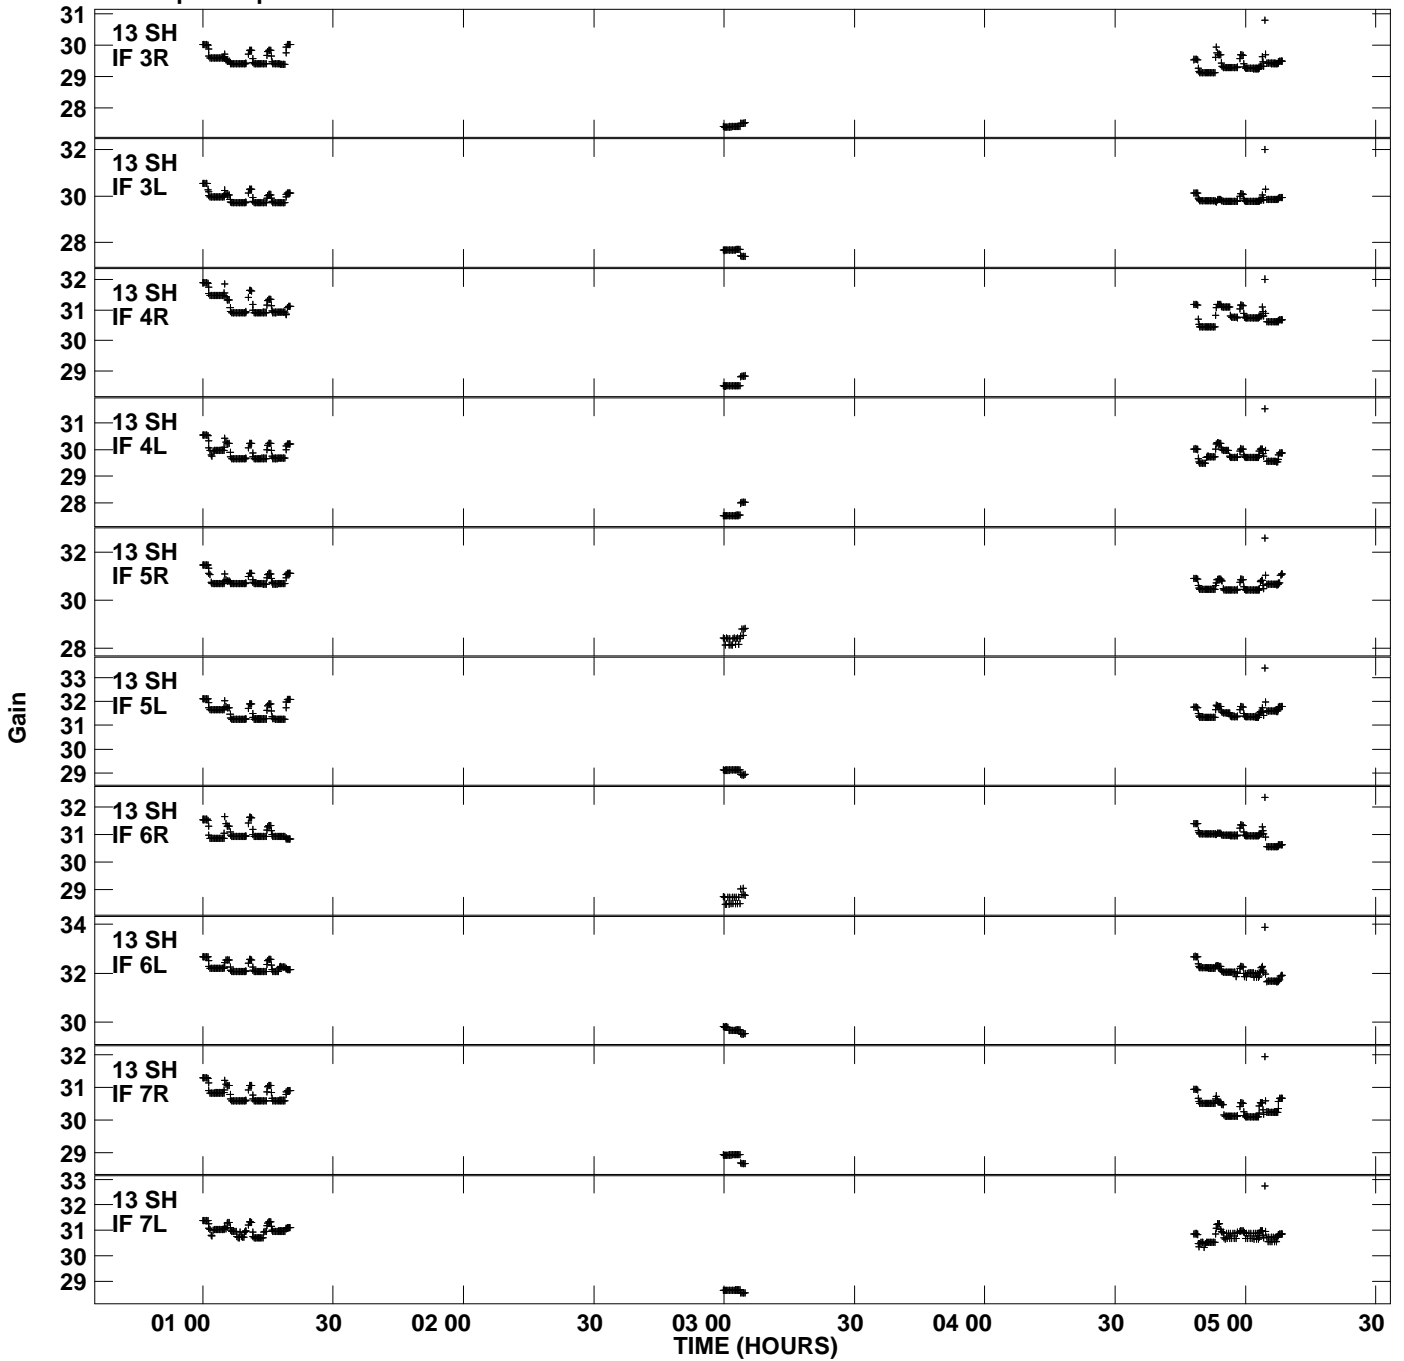 31
30
29
28
13 SH
IF 3R
32
30
28
13 SH
IF 3L
32
31
30
29
13 SH
IF 4R
31
30
29
28
13 SH
IF 4L
32
30
28
13 SH
IF 5R
33
32
31
30
29
13 SH
IF 5L
32
31
30
29
13 SH
IF 6R
34
32
30
13 SH
IF 6L
32
31
30
29
13 SH
IF 7R
33
32
31
30
29
13 SH
IF 7L
Gain
01 00 30 02 00 30 03 00 30 04 00 30 05 00 30
TIME (HOURS)